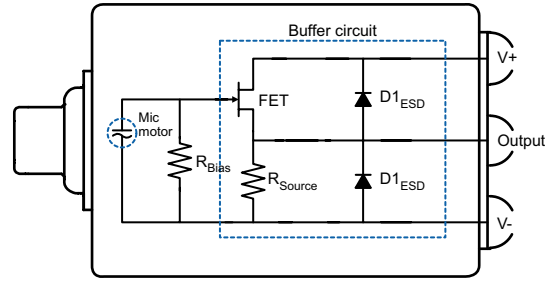 Buffer circuit
V+
FET
D1ESD
Mic
motor
Output
RBias
RSource
D1ESD
V-